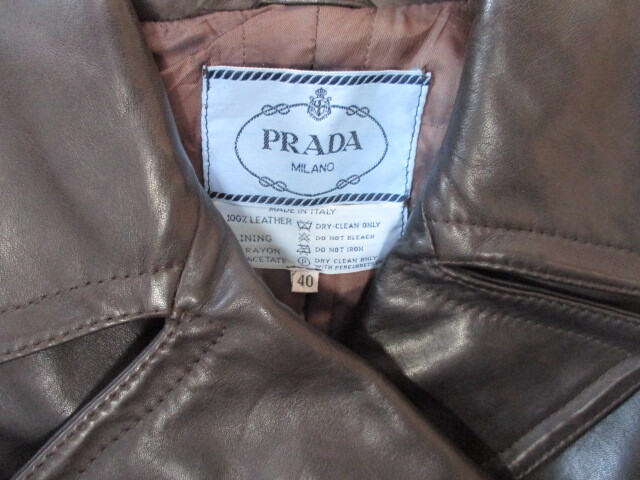 PRADA
MILANO
MADE IN ITALY
100% LEATHER DRY-CLEAN ONLY
LINING DO NOT BLEACH
RAYON DO NOT IRON
ACETATE P DRY CLEAN ONLY
WITH
40